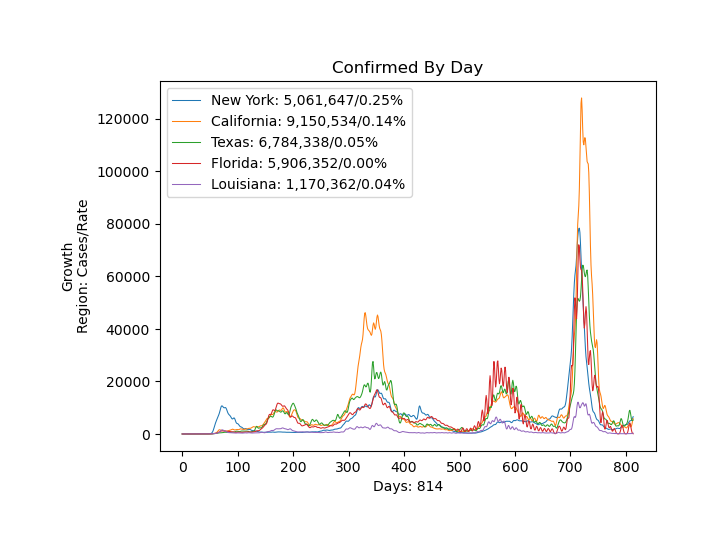 Confirmed By Day
New York: 5,061,647/0.25%
California: 9,150,534/0.14%
Texas: 6,784,338/0.05%
Florida: 5,906,352/0.00%
Louisiana: 1,170,362/0.04%
Growth
Region: Cases/Rate
120000
100000
80000
60000
40000
20000
0
0 100 200 300 400 500 600 700 800
Days: 814